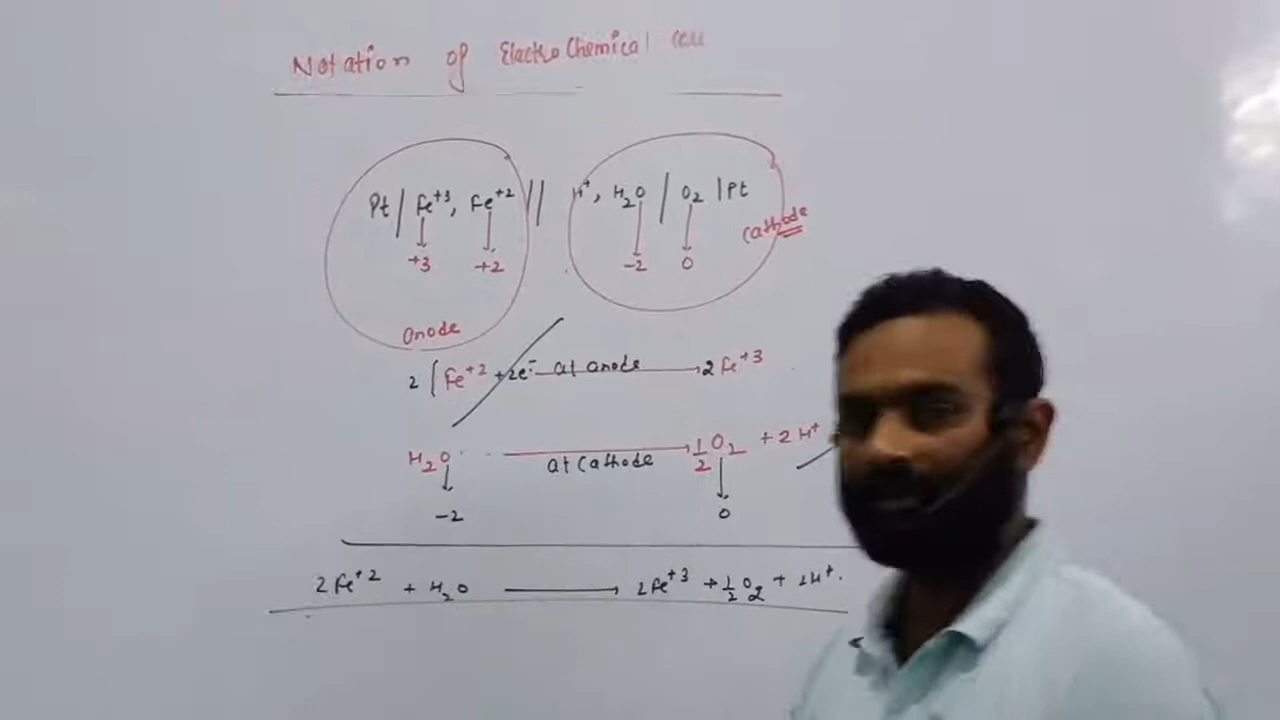 Notation of ElectroChemical cell
Pt / Fe⁺³, Fe⁺² // H⁺, H₂O / O₂ | Pt
+3 +2 -2 0
cathode
anode
2 ( Fe⁺² + 2e⁻ at anode → 2 Fe⁺³
H₂O at Cathode → 1/2 O₂ + 2H⁺
-2 0
2Fe⁺² + H₂O → 2Fe⁺³ + 1/2 O₂ + 2H⁺.